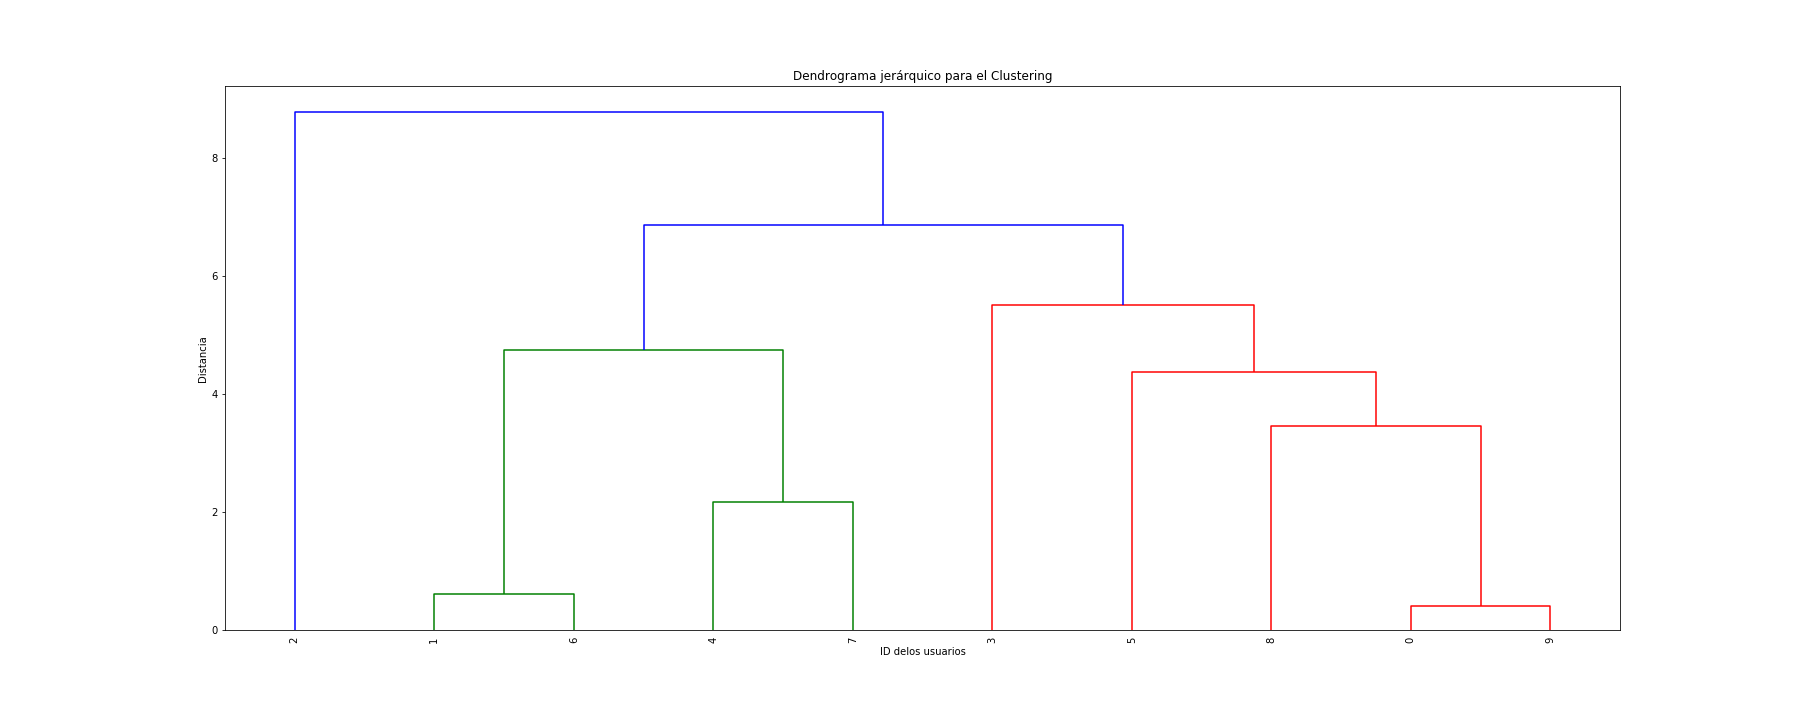 Dendrograma jerárquico para el Clustering
8
6
4
2
0
Distancia
2 1 6 4 7 3 5 8 0 9
ID delos usuarios